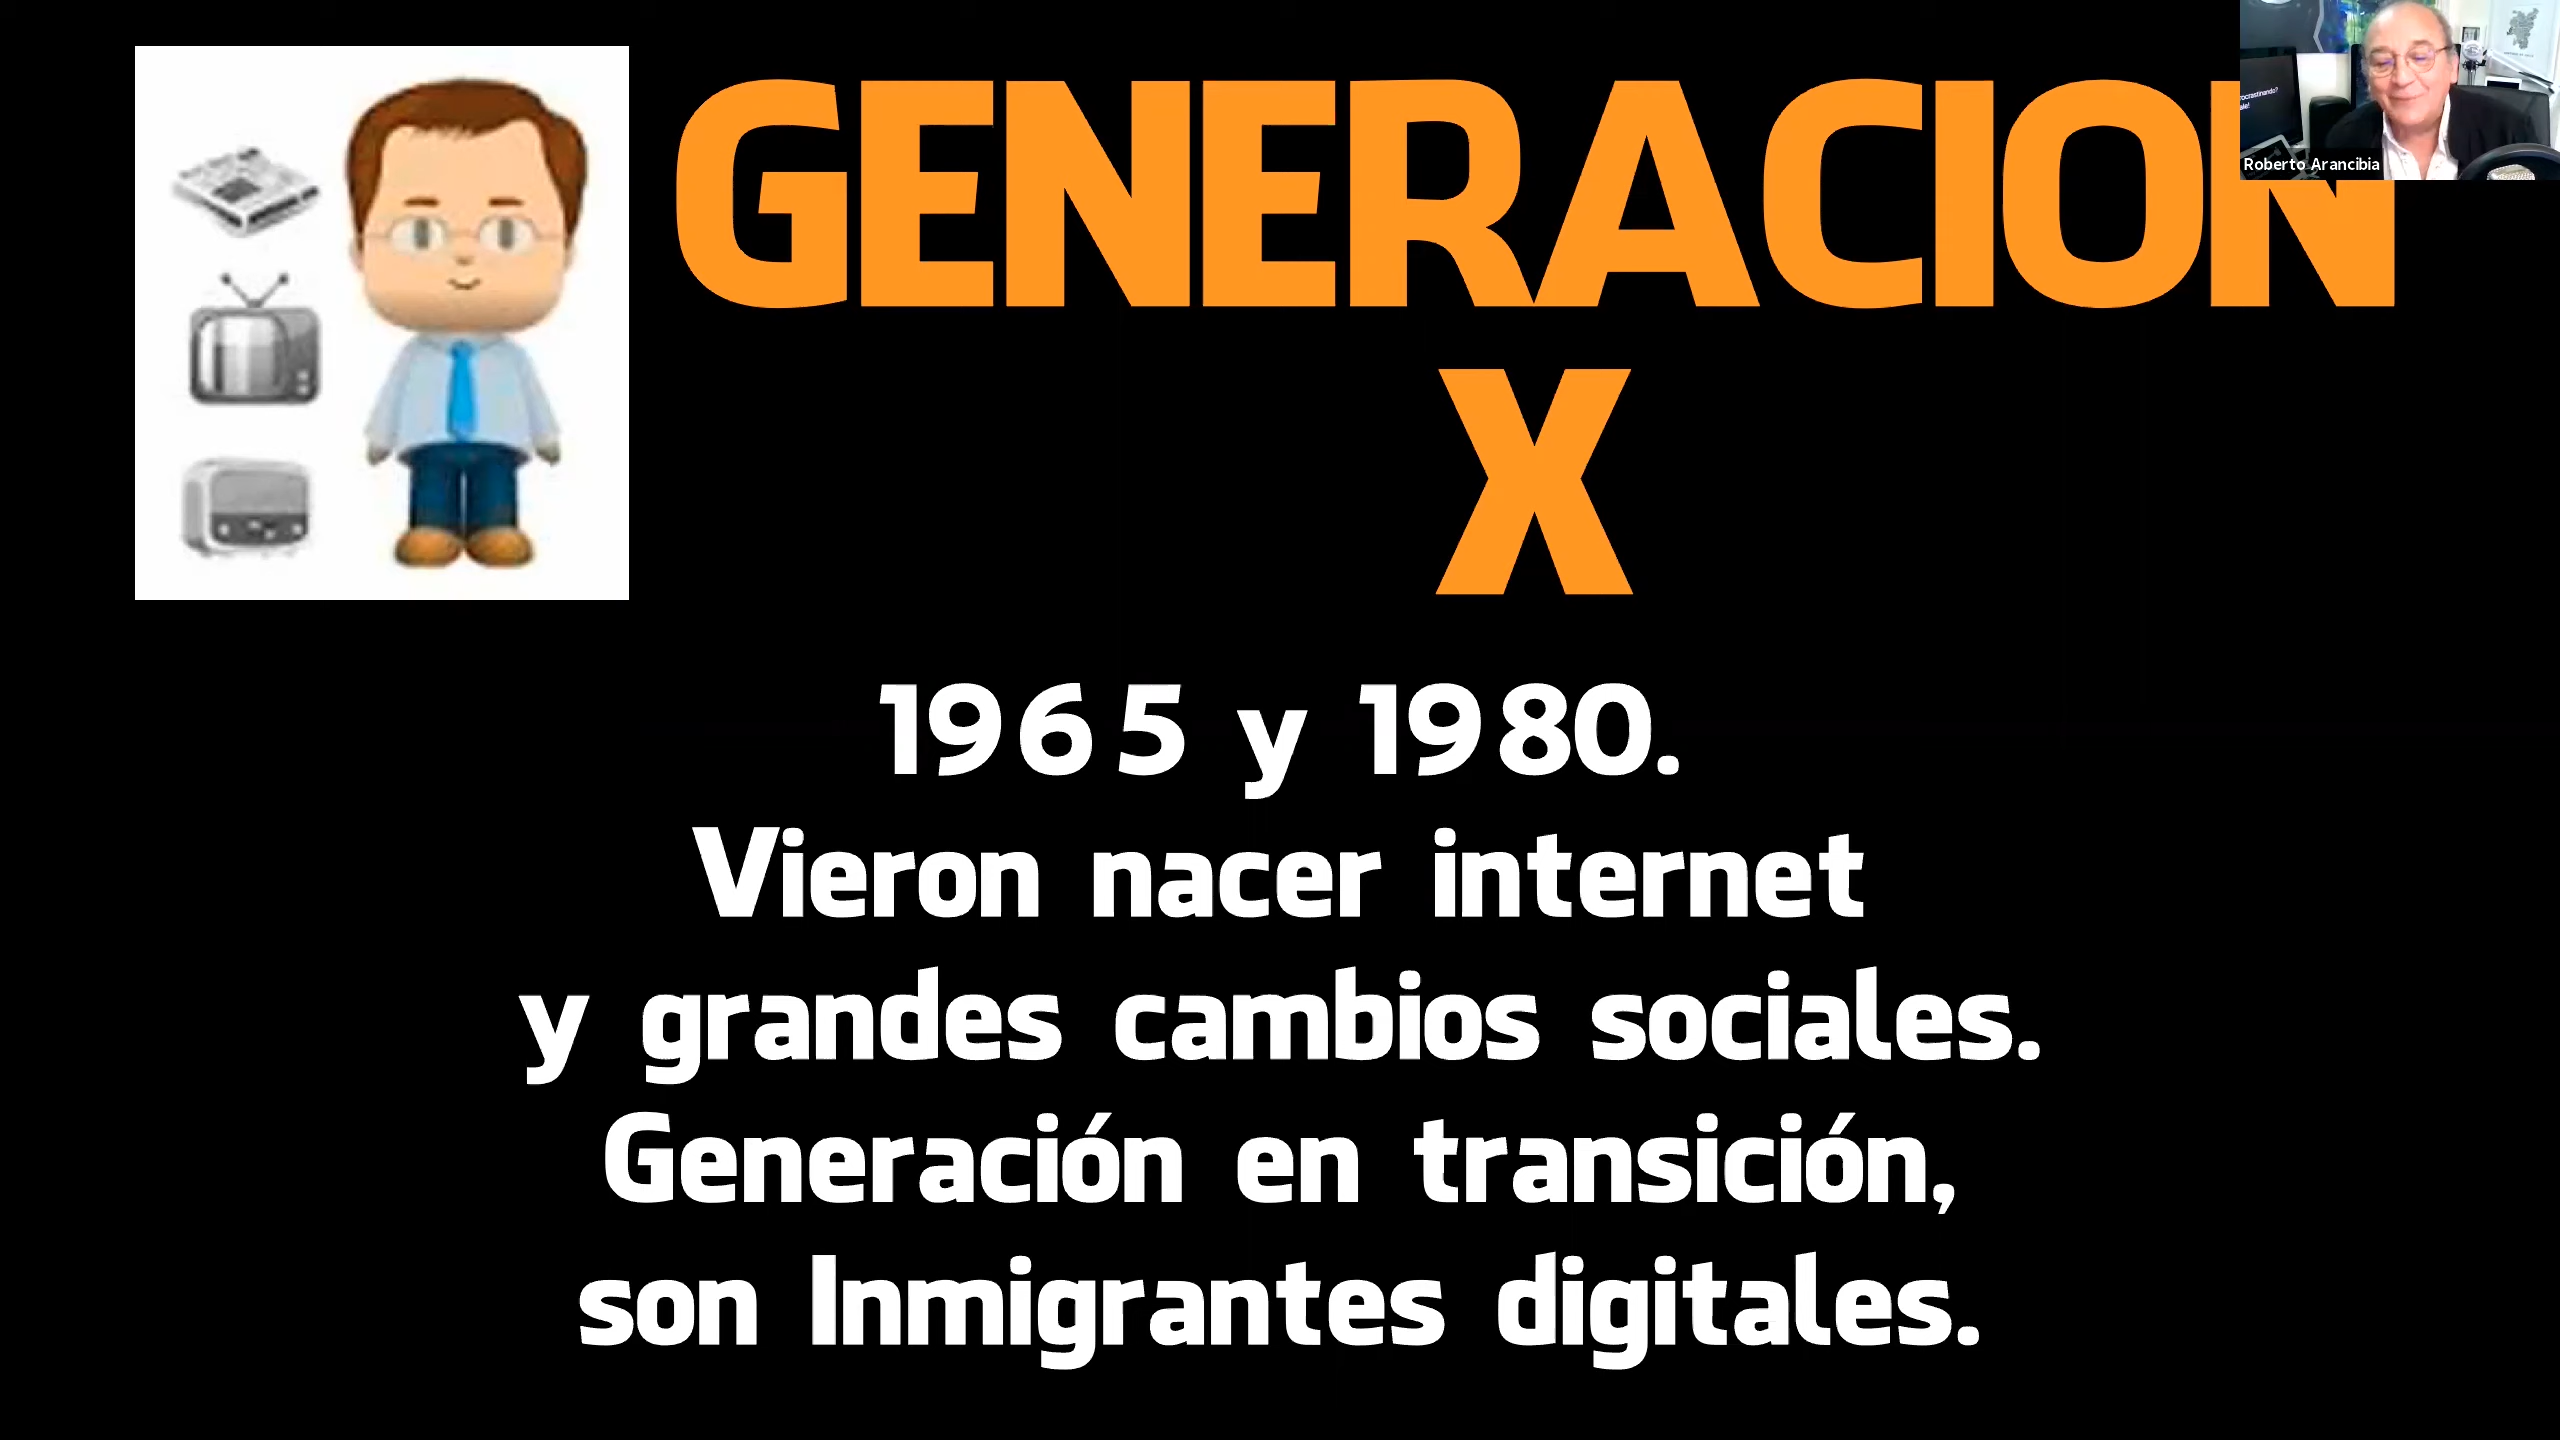 GENERACION
X
Roberto Arancibia
1965 y 1980.
Vieron nacer internet
y grandes cambios sociales.
Generación en transición,
son Inmigrantes digitales.